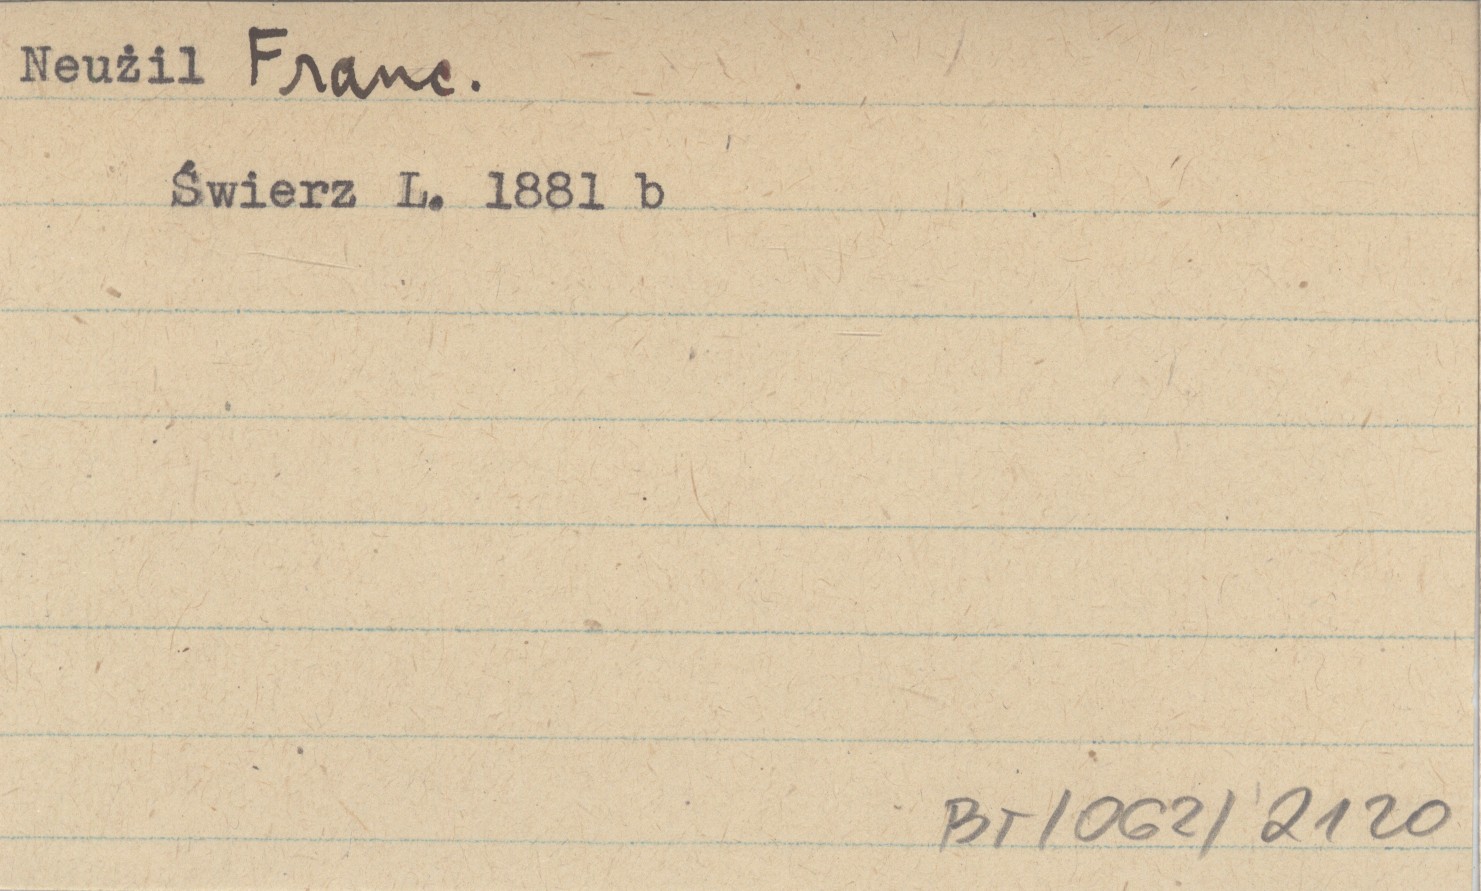 Neużil Franc.
Świerz L. 1881 b
BT/062/2120